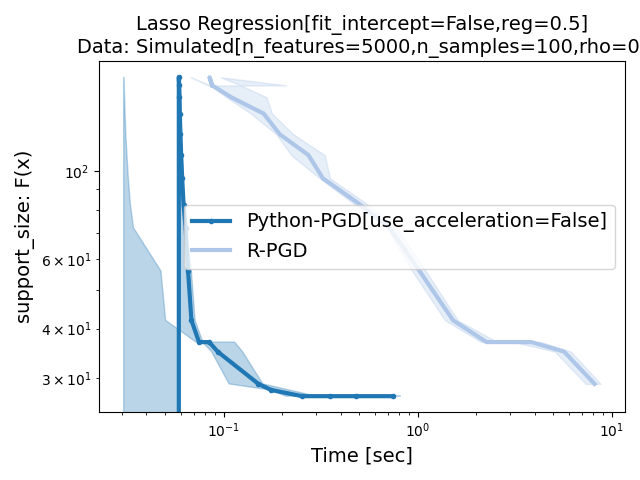 Lasso Regression[fit_intercept=False,reg=0.5]
Data: Simulated[n_features=5000,n_samples=100,rho=0
support_size: F(x)
10²
6 × 10¹
4 × 10¹
3 × 10¹
Python-PGD[use_acceleration=False]
R-PGD
10⁻¹
10⁰
10¹
Time [sec]